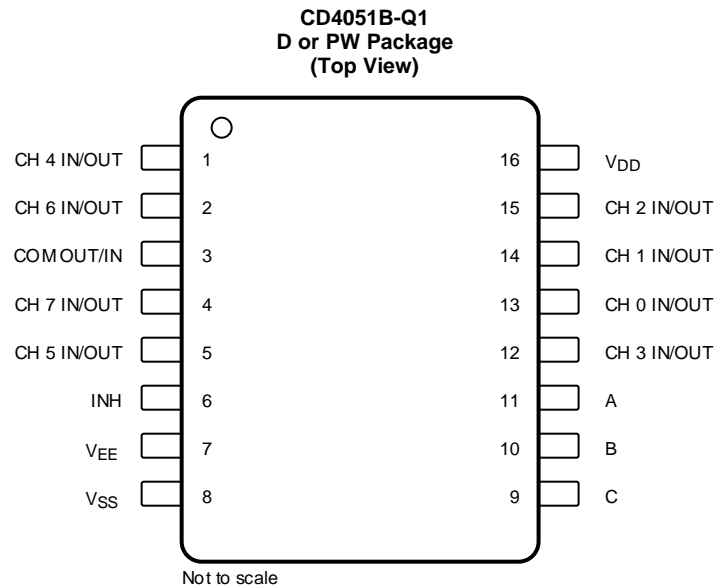 CD4051B-Q1
D or PW Package
(Top View)
CH 4 IN/OUT 1 16 VDD
CH 6 IN/OUT 2 15 CH 2 IN/OUT
COM OUT/IN 3 14 CH 1 IN/OUT
CH 7 IN/OUT 4 13 CH 0 IN/OUT
CH 5 IN/OUT 5 12 CH 3 IN/OUT
INH 6 11 A
VEE 7 10 B
VSS 8 9 C
Not to scale